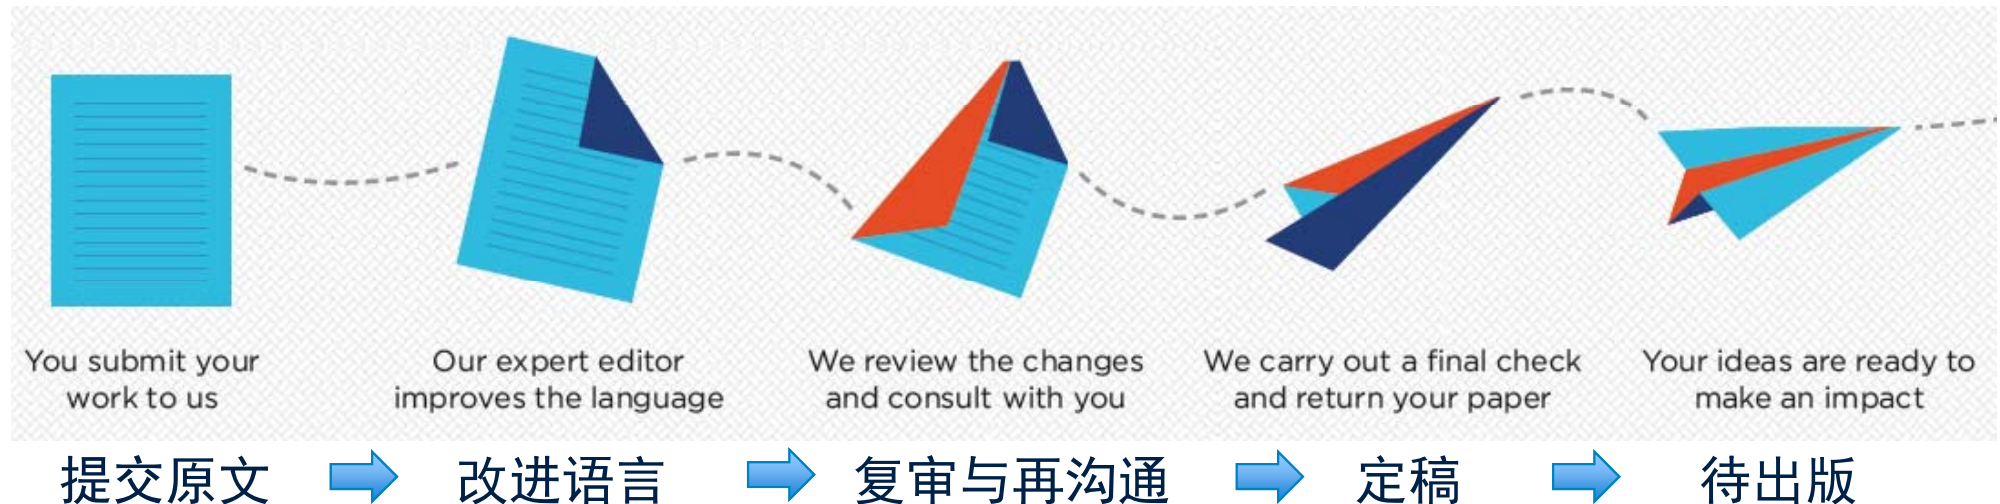 You submit your
work to us
Our expert editor
improves the language
We review the changes
and consult with you
We carry out a final check
and return your paper
Your ideas are ready to
make an impact
提交原文
改进语言
复审与再沟通
定稿
待出版